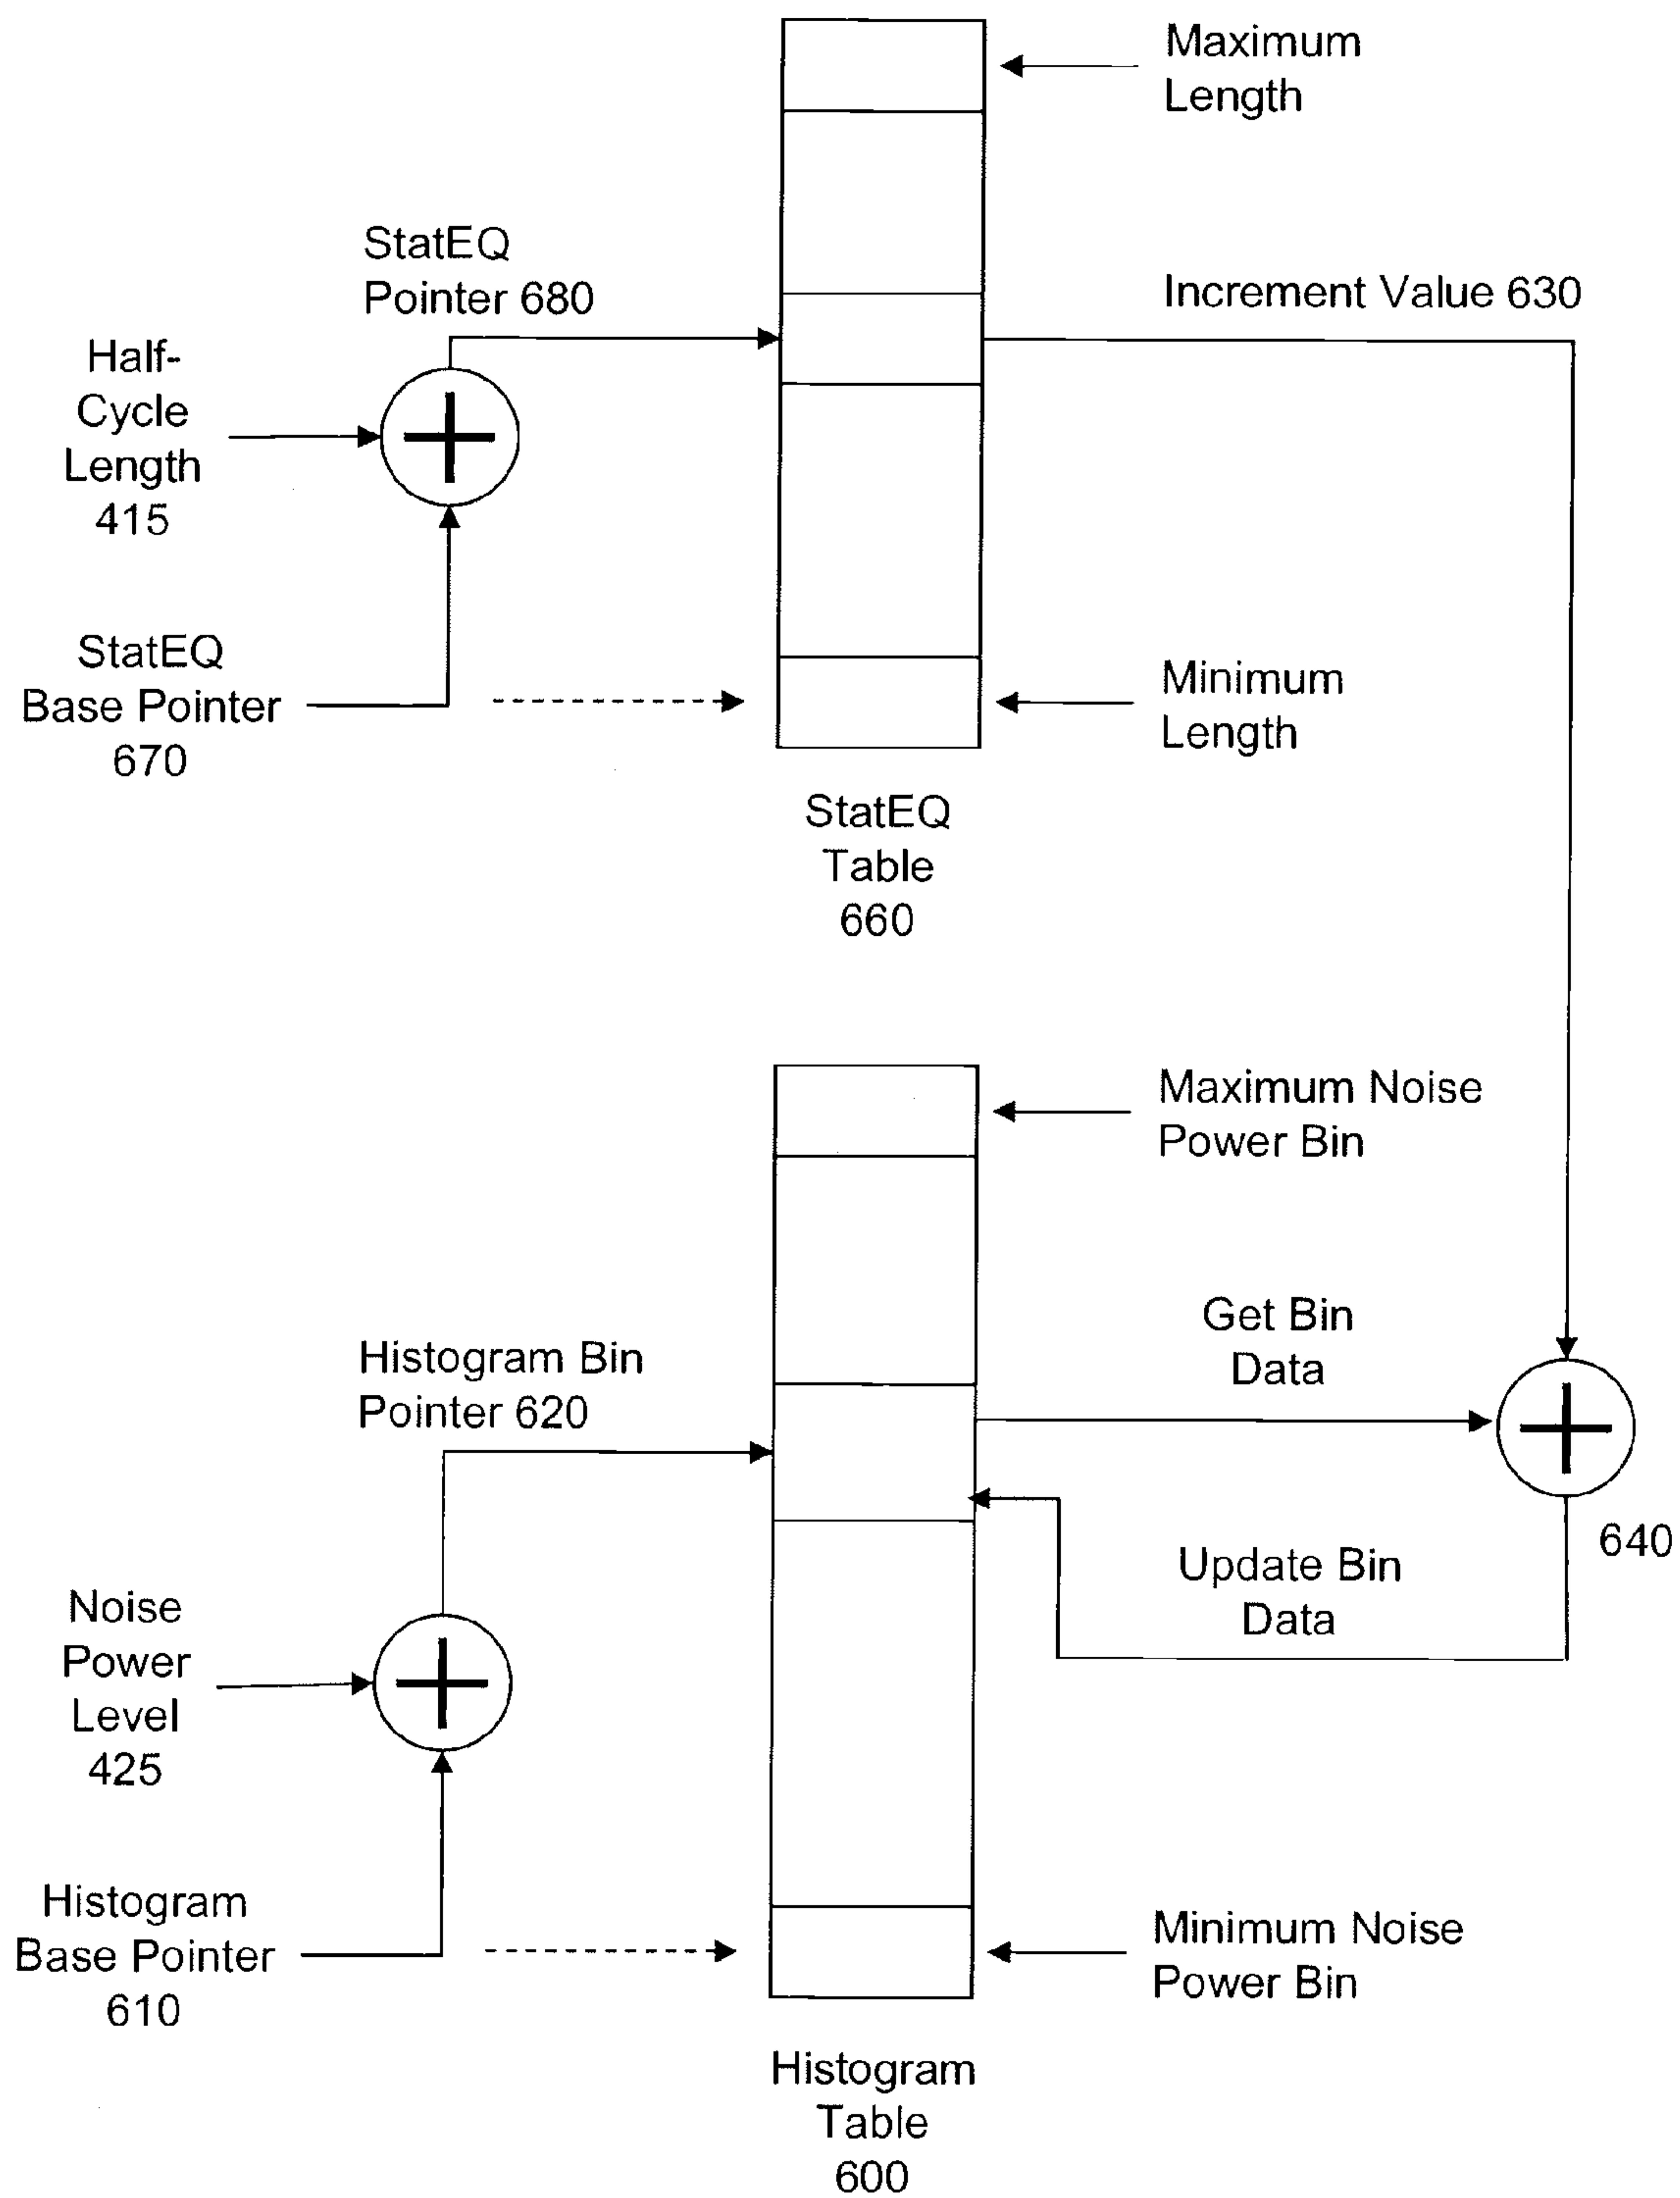 Maximum
Length
StatEQ
Pointer 680
Increment Value 630
Half-
Cycle
Length
415
StatEQ
Base Pointer
670
Minimum
Length
StatEQ
Table
660
Maximum Noise
Power Bin
Get Bin
Data
Histogram Bin
Pointer 620
640
Update Bin
Data
Noise
Power
Level
425
Histogram
Base Pointer
610
Minimum Noise
Power Bin
Histogram
Table
600